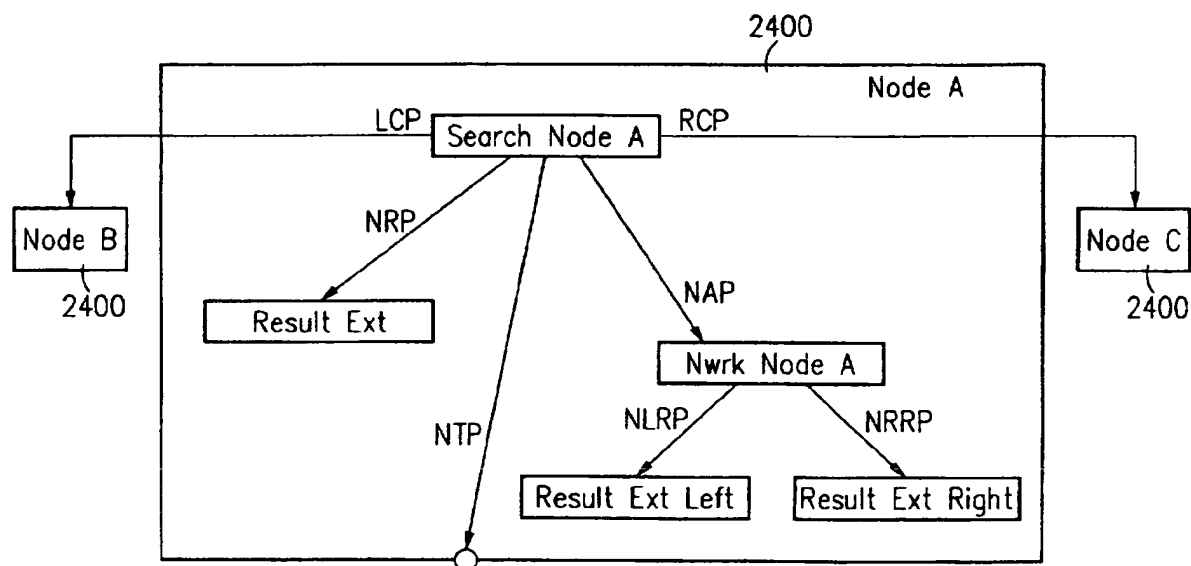 2400
Node A
LCP
Search Node A
RCP
NRP
Node B
Node C
2400
2400
NAP
Result Ext
Nwrk Node A
NLRP
NRRP
NTP
Result Ext Left
Result Ext Right